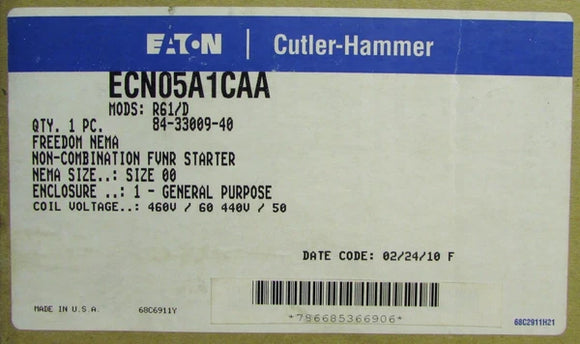 EATON | Cutler-Hammer
ECN05A1CAA
MODS: R61/D
QTY. 1 PC. 84-33009-40
FREEDOM NEMA
NON-COMBINATION FVNR STARTER
NEMA SIZE..: SIZE 00
ENCLOSURE ..: 1 - GENERAL PURPOSE
COIL VOLTAGE..: 460V / 60 440V / 50
DATE CODE: 02/24/10 F
MADE IN U.S.A. 68C6911Y
*786685366906*
68C2911H21